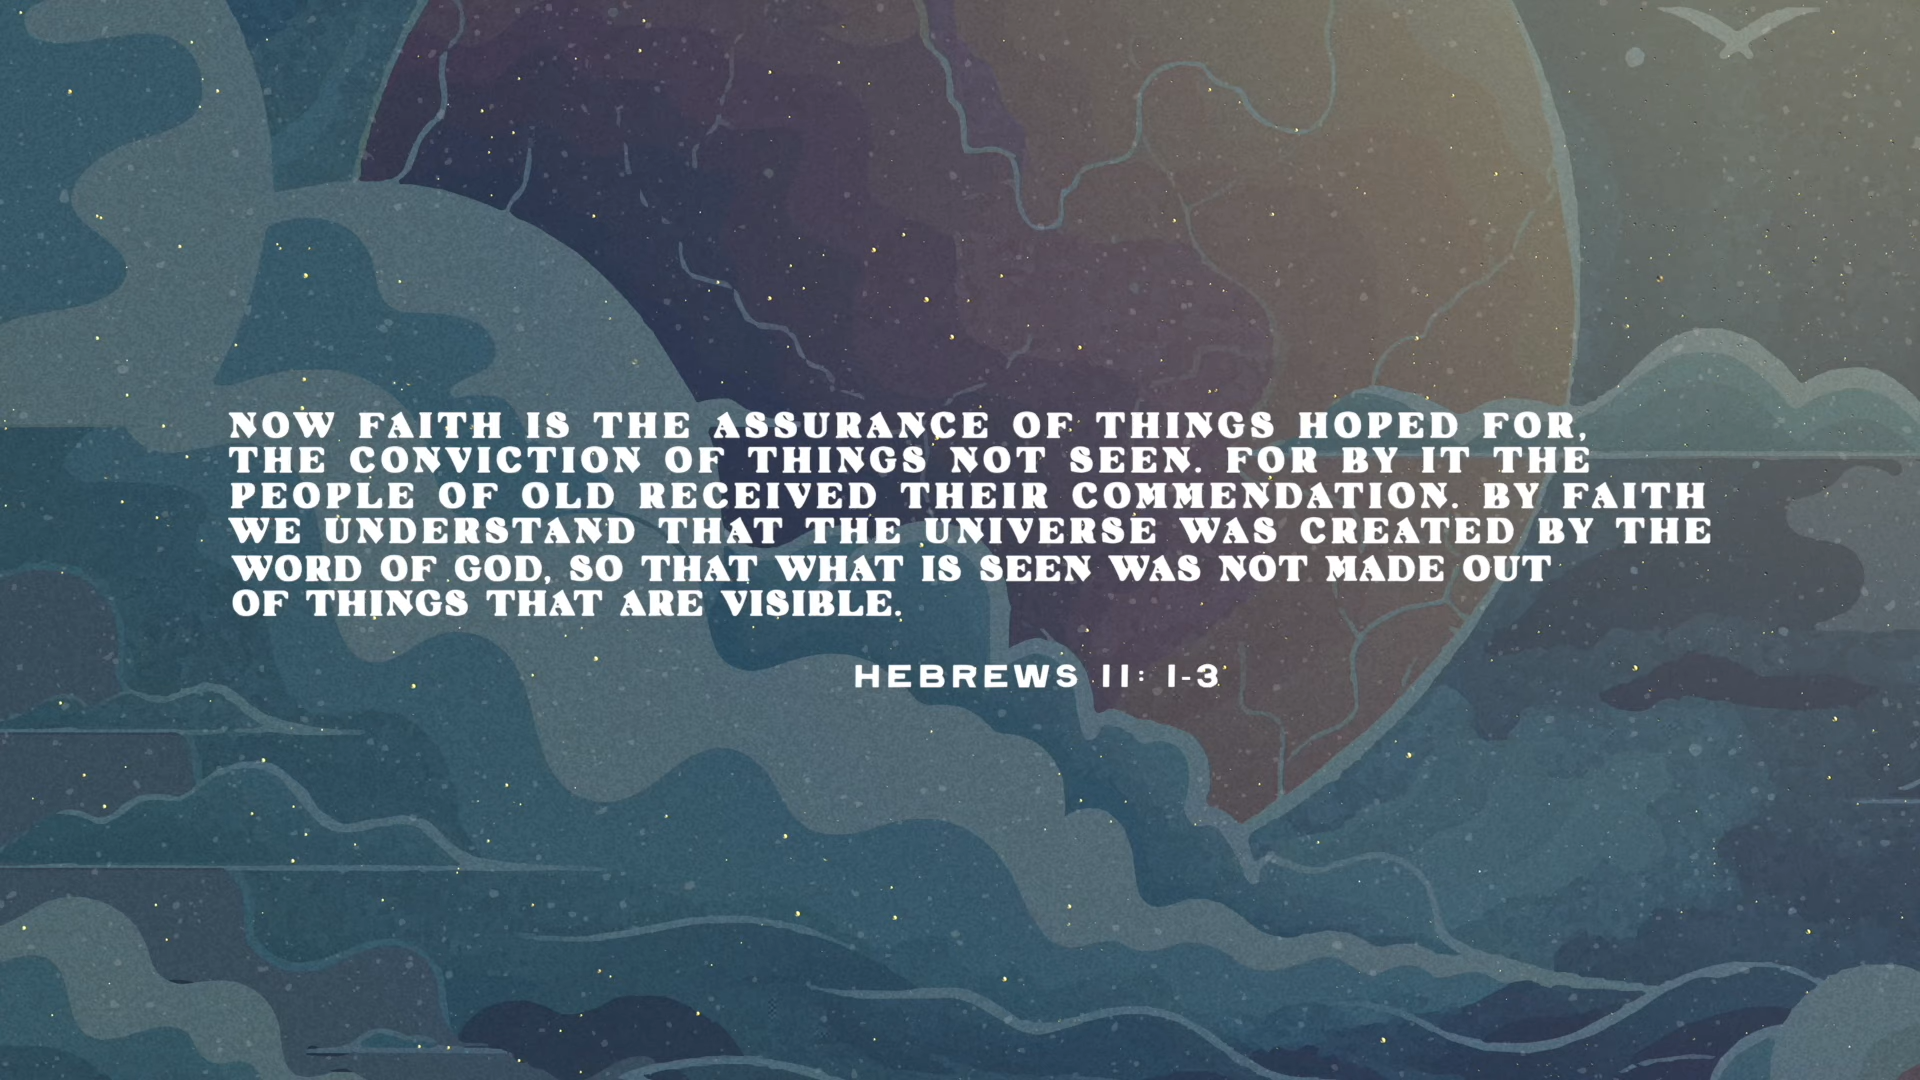 NOW FAITH IS THE ASSURANCE OF THINGS HOPED FOR,
THE CONVICTION OF THINGS NOT SEEN. FOR BY IT THE
PEOPLE OF OLD RECEIVED THEIR COMMENDATION. BY FAITH
WE UNDERSTAND THAT THE UNIVERSE WAS CREATED BY THE
WORD OF GOD, SO THAT WHAT IS SEEN WAS NOT MADE OUT
OF THINGS THAT ARE VISIBLE.
HEBREWS 11: 1-3